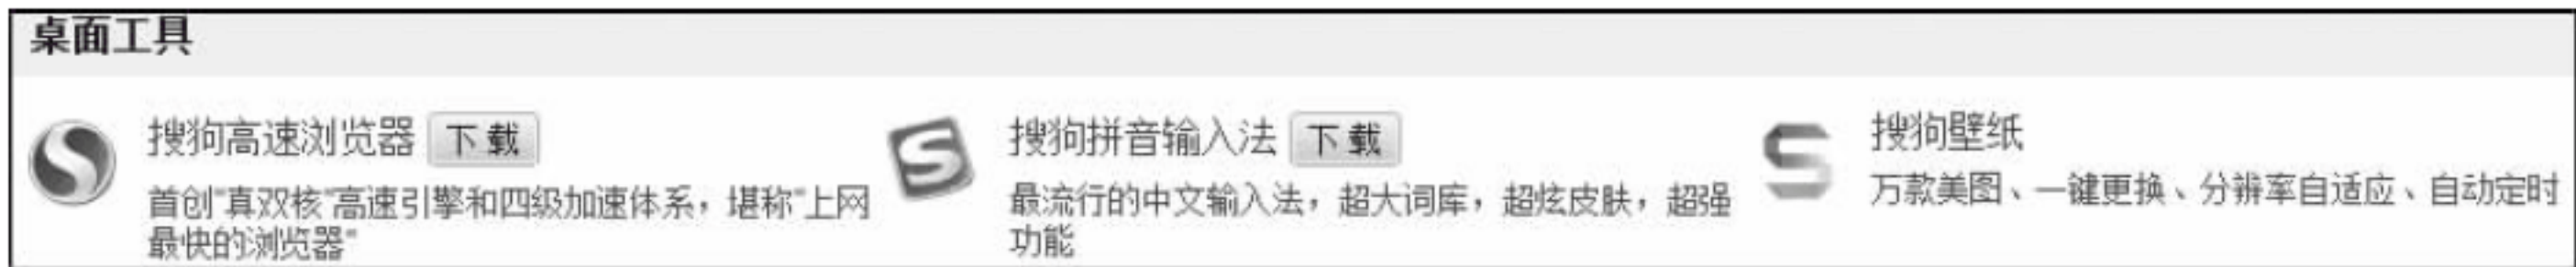 桌面工具
搜狗高速浏览器 下载
首创"真双核"高速引擎和四级加速体系，堪称"上网
最快的浏览器"
搜狗拼音输入法 下载
最流行的中文输入法，超大词库，超炫皮肤，超强
功能
搜狗壁纸
万款美图、一键更换、分辨率自适应、自动定时